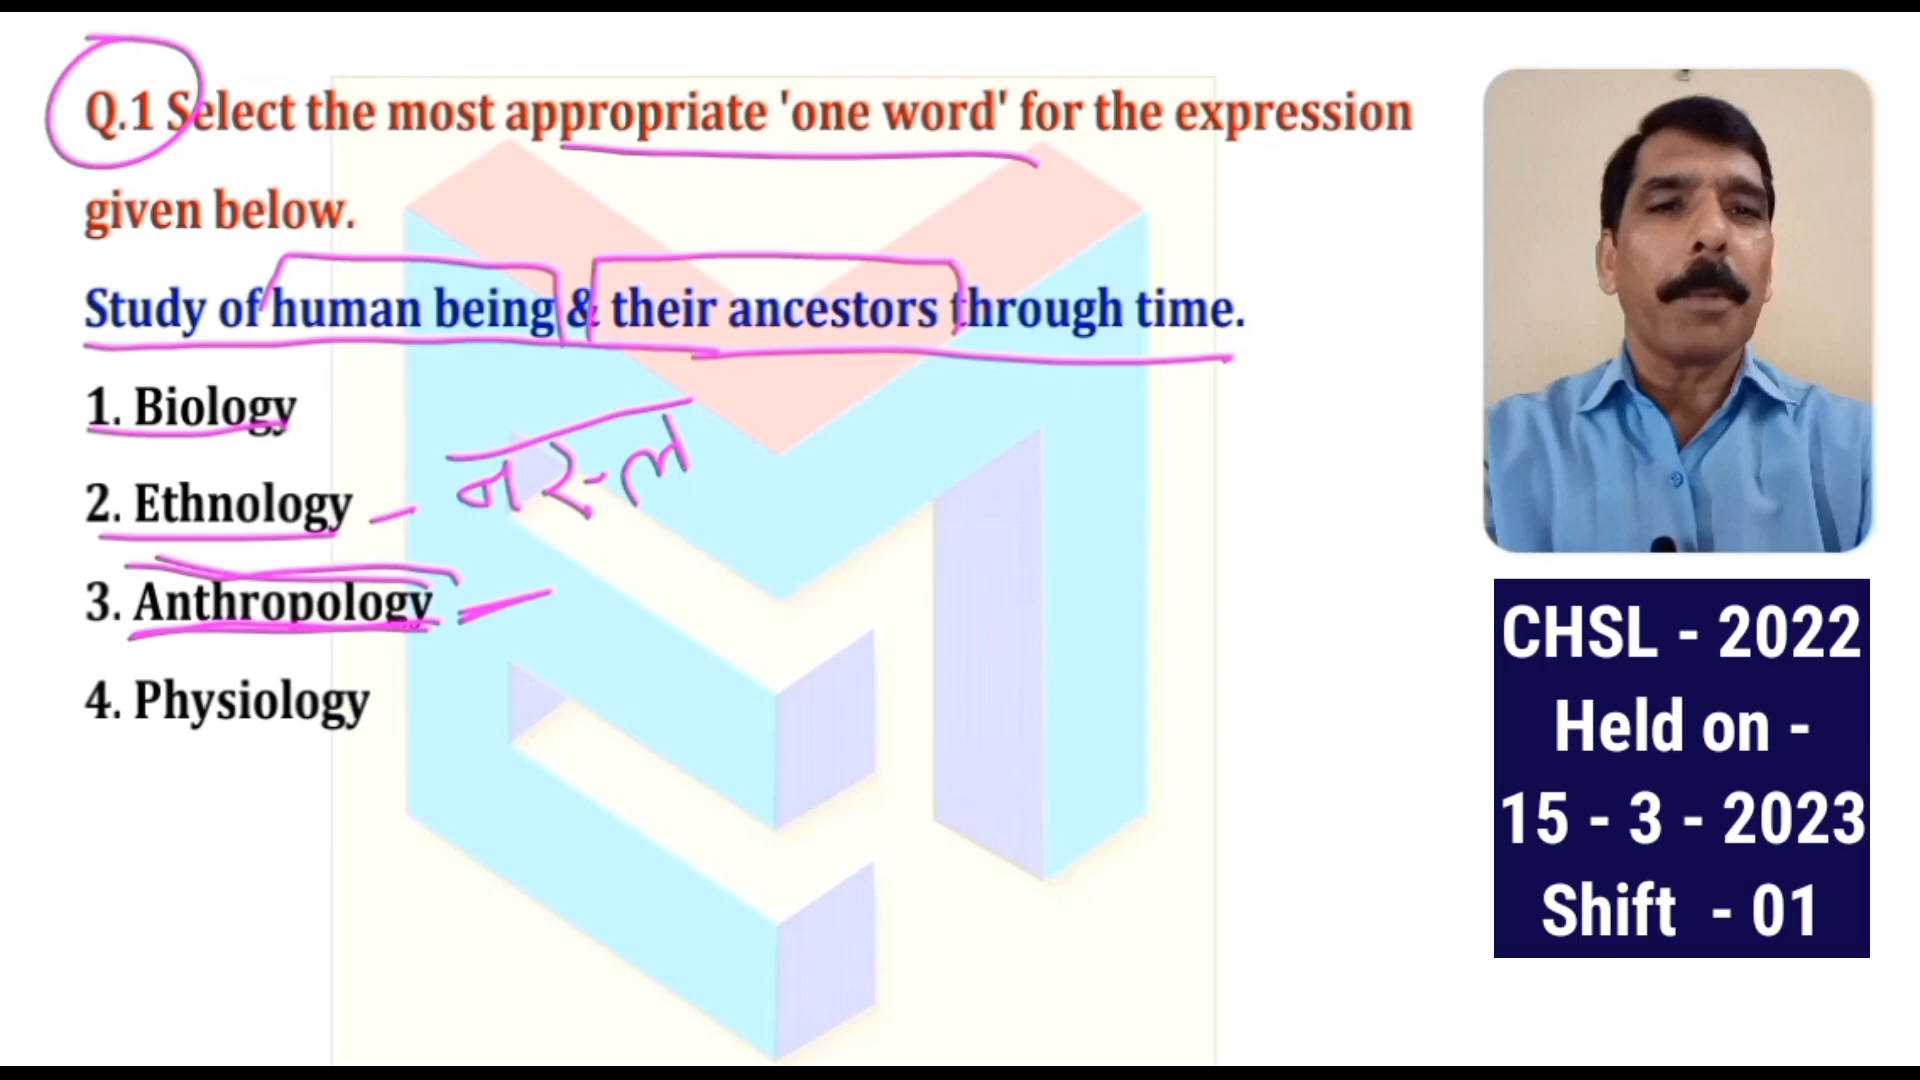 Q.1 Select the most appropriate 'one word' for the expression
given below.
Study of human being & their ancestors through time.
1. Biology
2. Ethnology - नस्ल
3. Anthropology -
4. Physiology
CHSL - 2022
Held on -
15 - 3 - 2023
Shift - 01